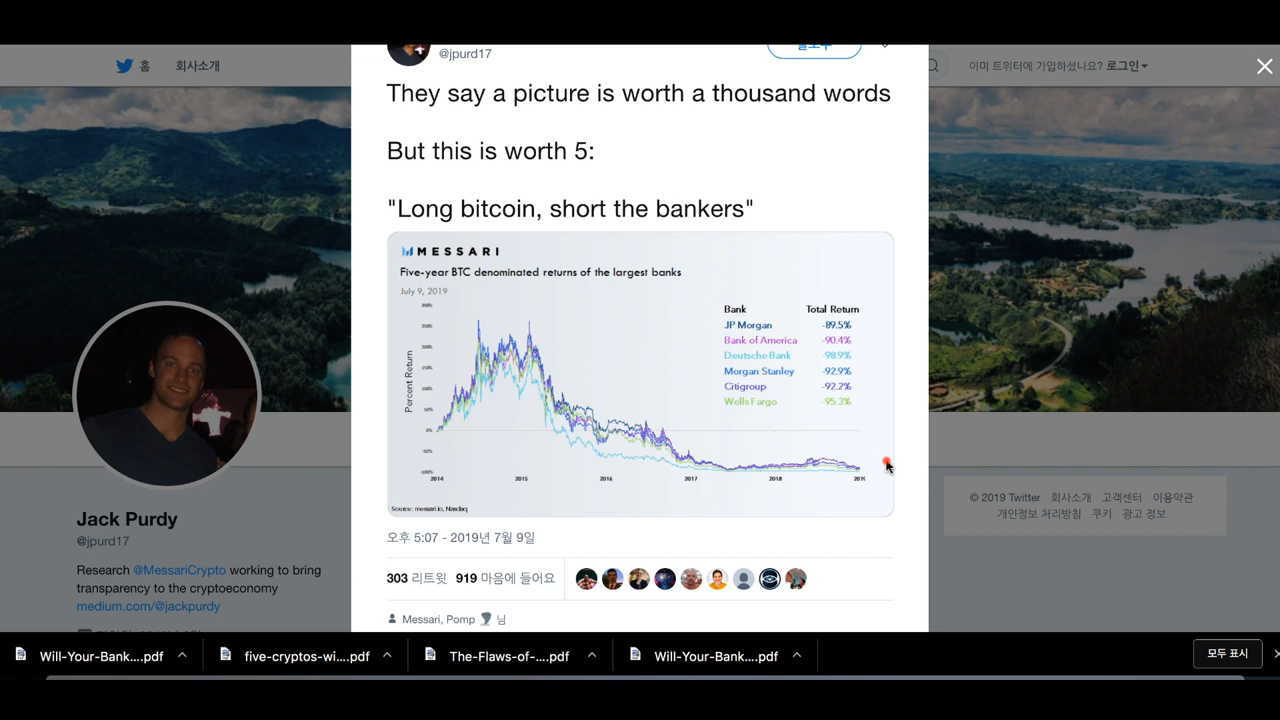 @jpurd17
홈 회사소개
이미 트위터에 가입하셨나요? 로그인
They say a picture is worth a thousand words
But this is worth 5:
"Long bitcoin, short the bankers"
MESSARI
Five-year BTC denominated returns of the largest banks
July 9, 2019
Percent Return
300%
250%
200%
150%
100%
50%
0%
-50%
-100%
2014 2015 2016 2017 2018
Bank Total Return
JP Morgan -89.5%
Bank of America -90.4%
Deutsche Bank -98.9%
Morgan Stanley -92.9%
Citigroup -92.2%
Wells Fargo -95.3%
Source: messari.io, Nasdaq
오후 5:07 - 2019년 7월 9일
303 리트윗 919 마음에 들어요
Messari, Pomp 님
Jack Purdy
@jpurd17
Research @MessariCrypto working to bring
transparency to the cryptoeconomy
medium.com/@jackpurdy
© 2019 Twitter 회사소개 고객센터 이용약관
개인정보 처리방침 쿠키 광고 정보
Will-Your-Bank....pdf
five-cryptos-wi....pdf
The-Flaws-of-....pdf
Will-Your-Bank....pdf
모두 표시